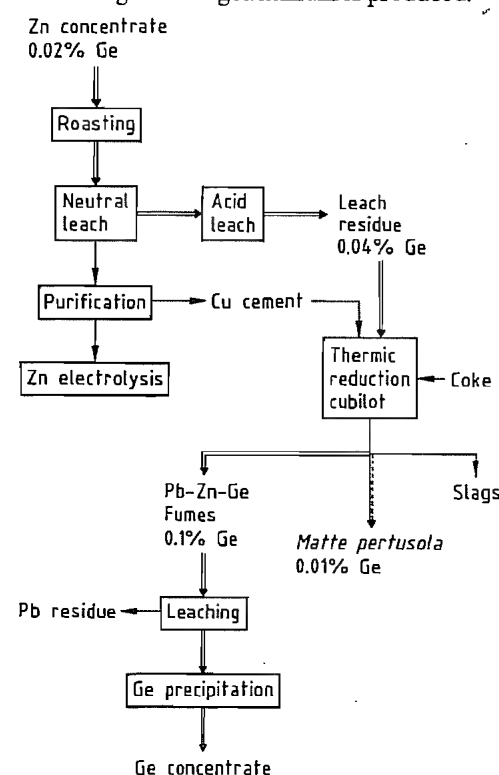 produced.
Zn concentrate
0.02% Ge
Roasting
Neutral
leach
Acid
leach
Leach
residue
0.04% Ge
Purification
Cu cement
Zn electrolysis
Thermic
reduction
cubilot
Coke
Pb-Zn-Ge
Fumes
0.1% Ge
Matte pertusola
0.01% Ge
Slags
Pb residue
Leaching
Ge precipitation
Ge concentrate